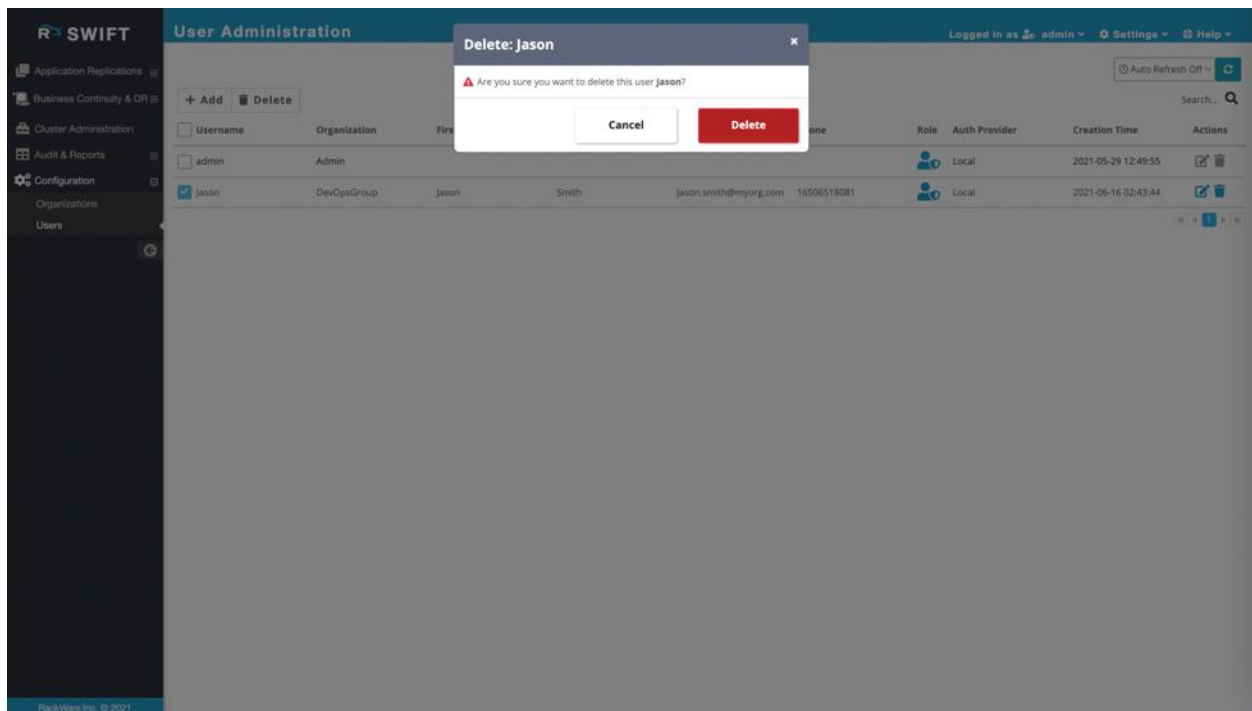 R SWIFT
User Administration
Logged in as admin
Settings
Help
Application Replications
Business Continuity & DR
Cluster Administration
Audit & Reports
Configuration
Organizations
Users
RackWare Inc. © 2021
Auto Refresh Off
+ Add Delete
Search...
Delete: Jason
×
Are you sure you want to delete this user Jason?
Cancel Delete
Username Organization Firs one Role Auth Provider Creation Time Actions
admin Admin Local 2021-05-29 12:49:55
Jason DevOpsGroup Jason Smith jason.smith@myorg.com 16506518081 Local 2021-06-16 02:43:44
1